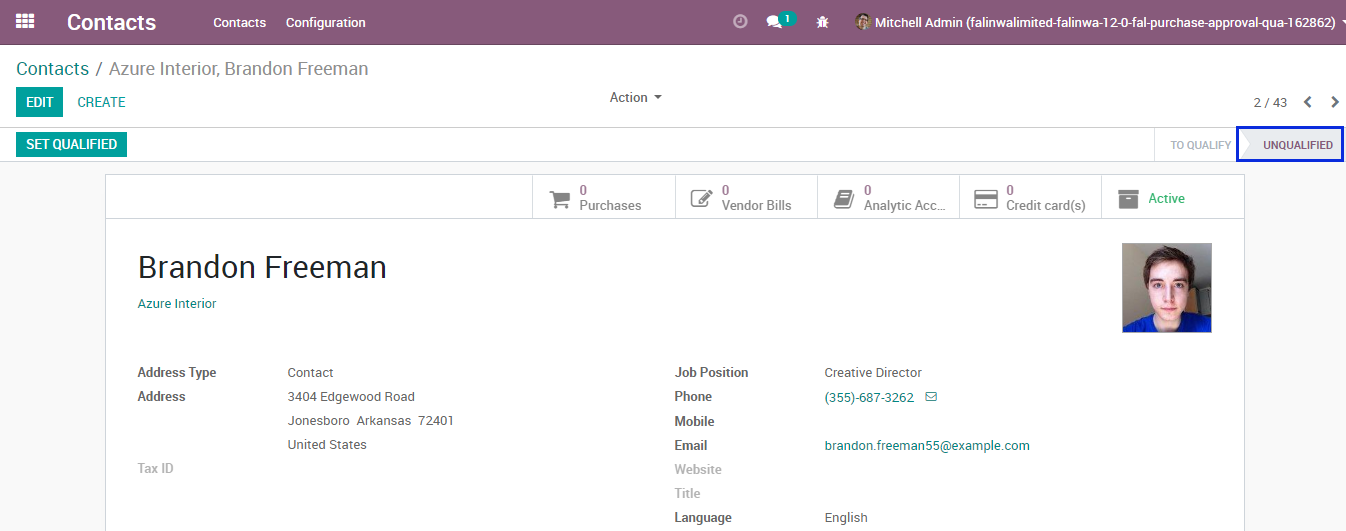 Contacts Contacts Configuration 1 Mitchell Admin (falinwalimited-falinwa-12-0-fal-purchase-approval-qua-162862)
Contacts / Azure Interior, Brandon Freeman
EDIT CREATE Action 2 / 43
SET QUALIFIED TO QUALIFY UNQUALIFIED
0 Purchases
0 Vendor Bills
0 Analytic Acc...
0 Credit card(s)
Active
Brandon Freeman
Azure Interior
Address Type Contact Job Position Creative Director
Address 3404 Edgewood Road Phone (355)-687-3262
Jonesboro Arkansas 72401 Mobile
United States Email brandon.freeman55@example.com
Tax ID Website
Title
Language English